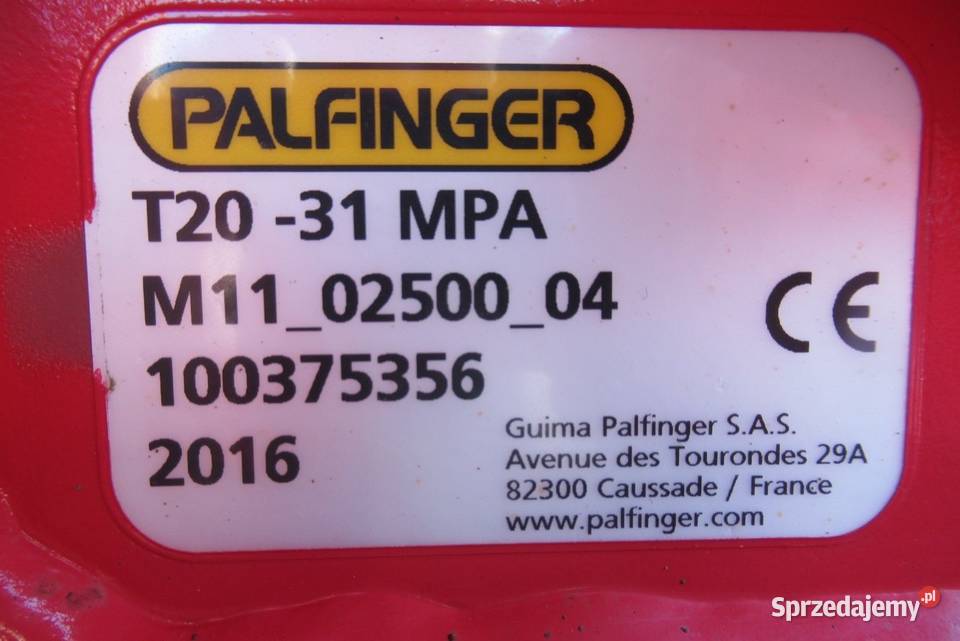 PALFINGER
T20 -31 MPA
M11_02500_04
CE
100375356
2016
Guima Palfinger S.A.S.
Avenue des Tourondes 29A
82300 Caussade / France
www.palfinger.com
Sprzedajemy.pl